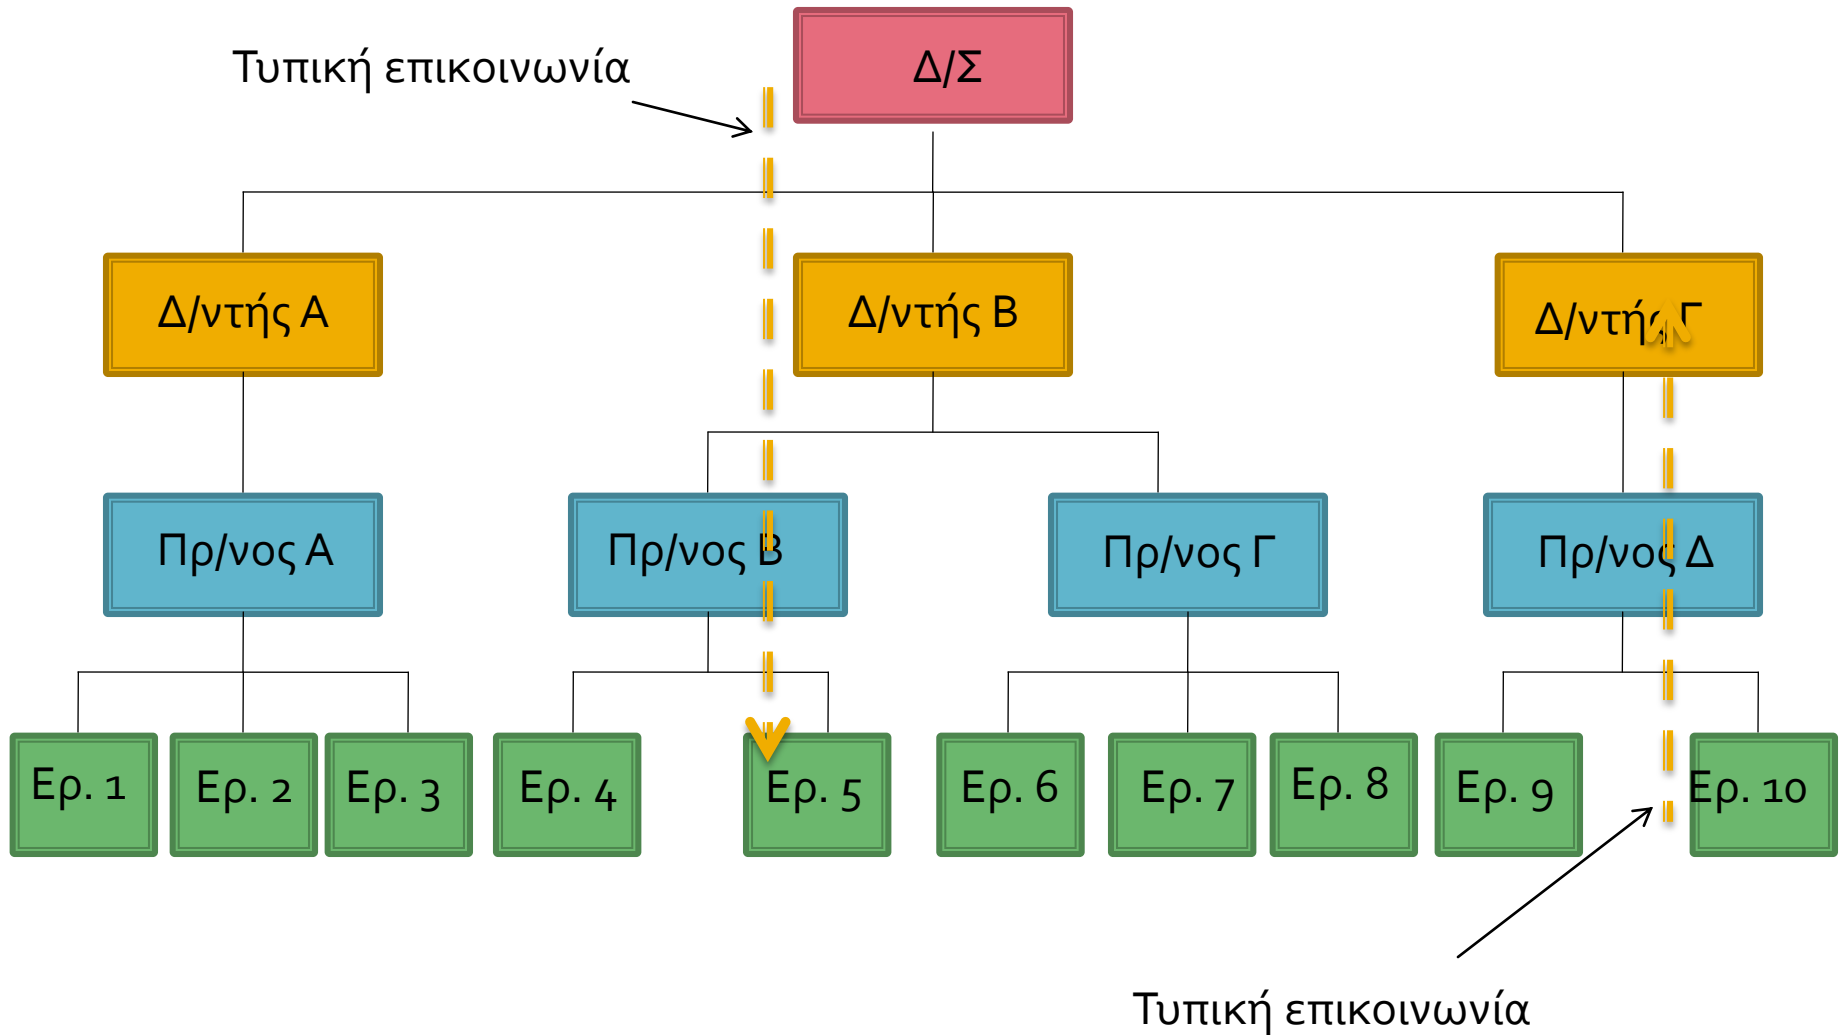 Τυπική επικοινωνία
Δ/Σ
Δ/ντής Α
Δ/ντής Β
Δ/ντής Γ
Πρ/νος Α
Πρ/νος Β
Πρ/νος Γ
Πρ/νος Δ
Ερ. 1
Ερ. 2
Ερ. 3
Ερ. 4
Ερ. 5
Ερ. 6
Ερ. 7
Ερ. 8
Ερ. 9
Ερ. 10
Τυπική επικοινωνία